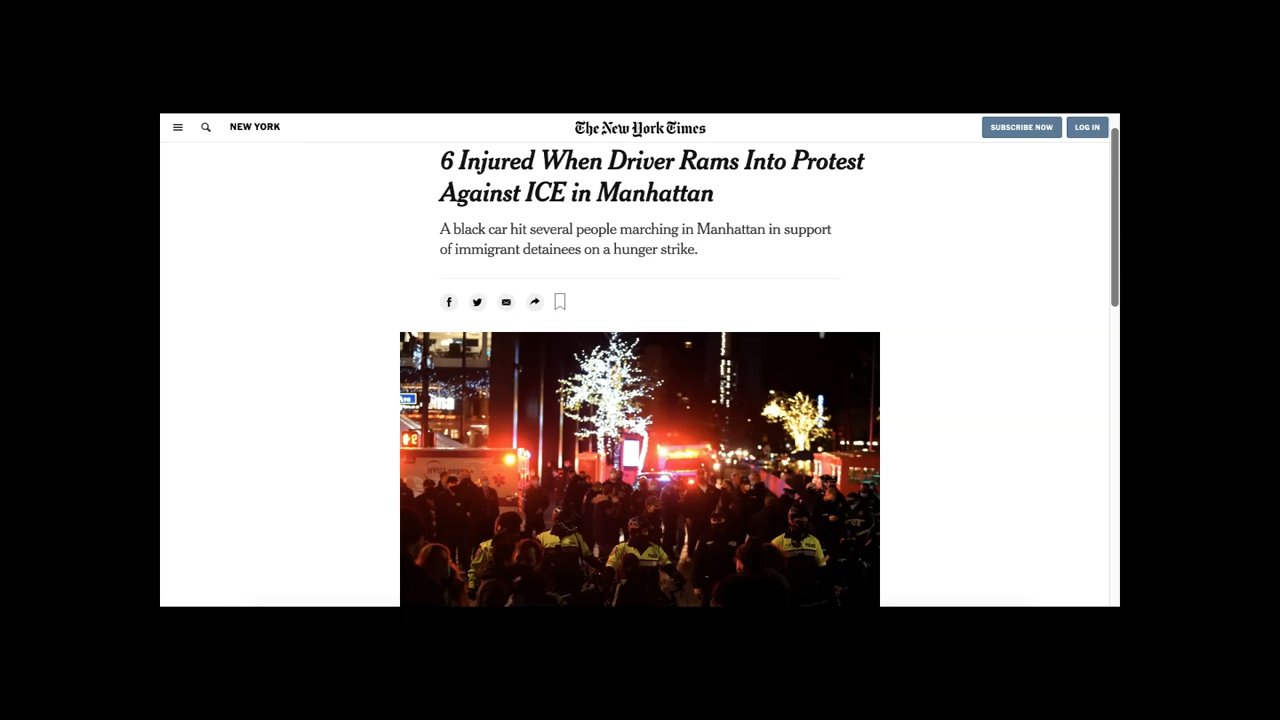 NEW YORK
The New York Times
SUBSCRIBE NOW
LOG IN
6 Injured When Driver Rams Into Protest
Against ICE in Manhattan
A black car hit several people marching in Manhattan in support
of immigrant detainees on a hunger strike.